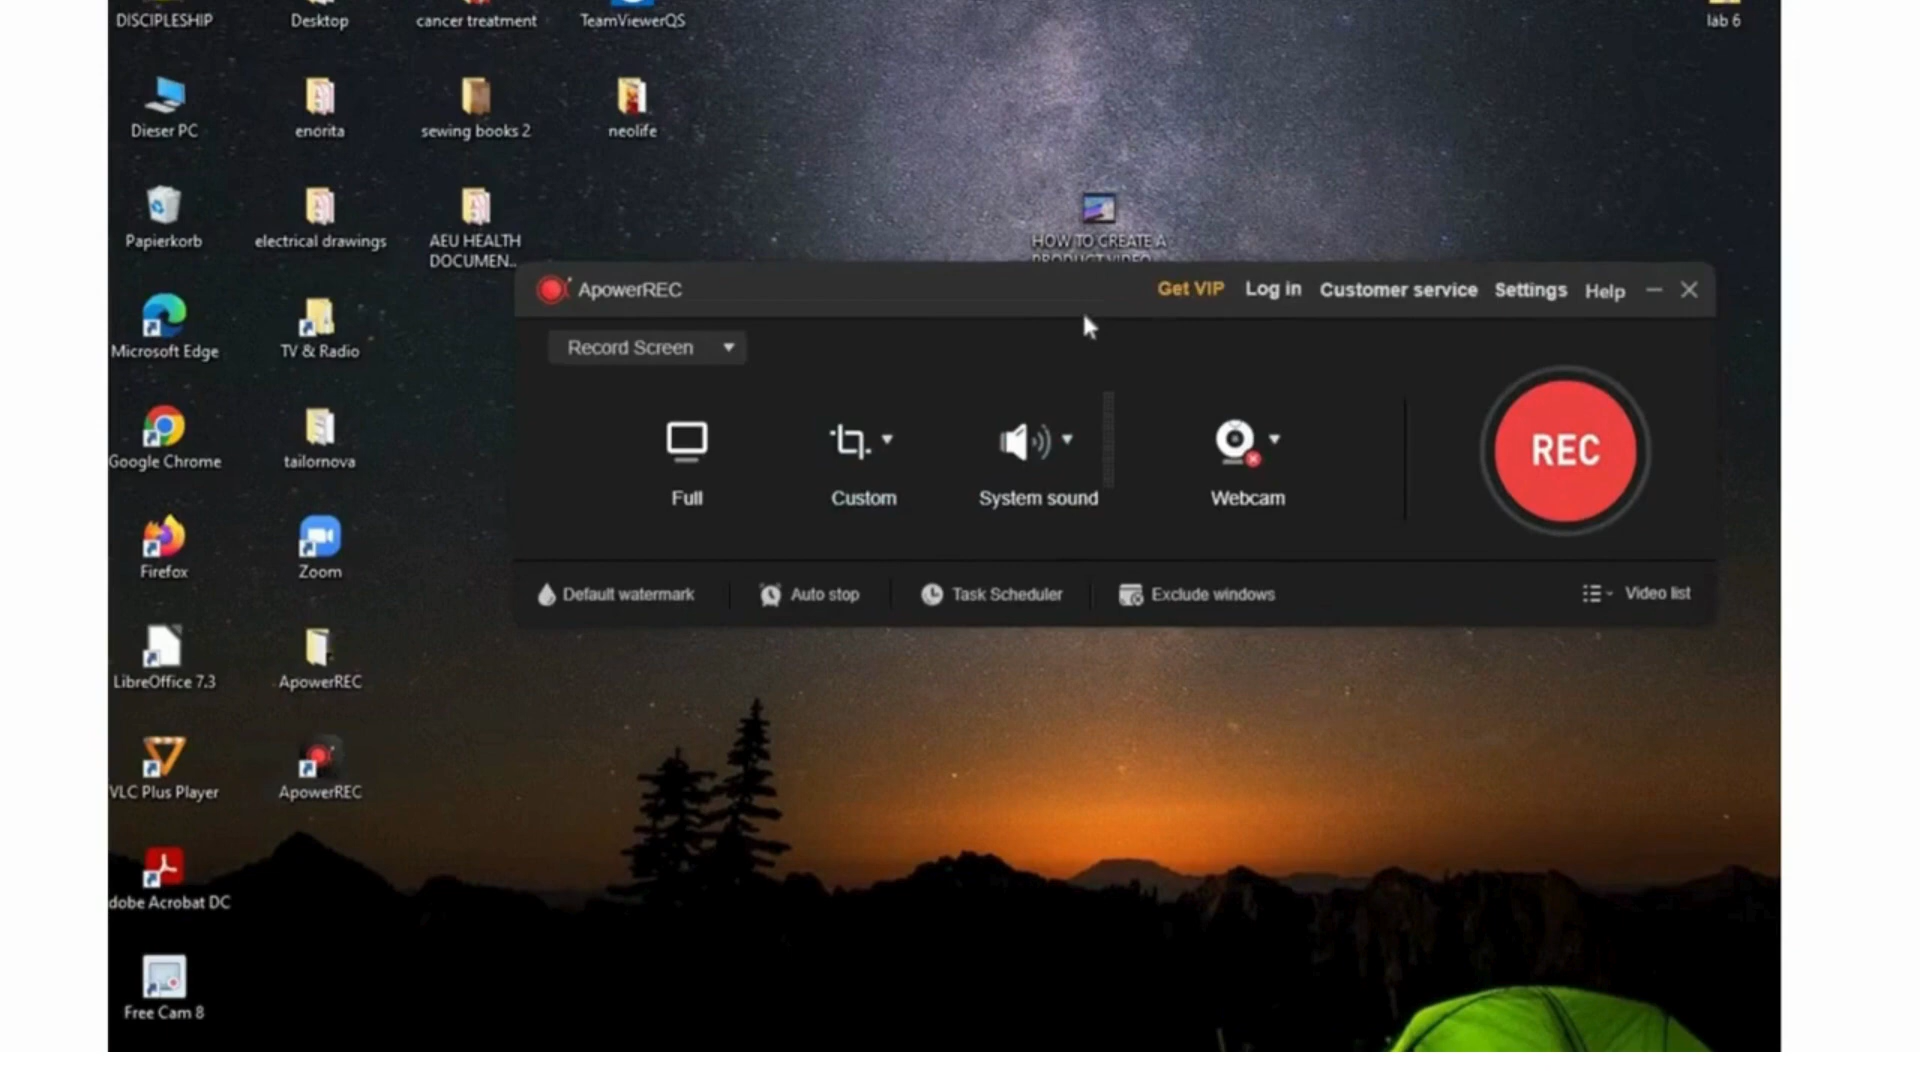 DISCIPLESHIP
Desktop
cancer treatment
TeamViewerQS
lab 6
Dieser PC
enorita
sewing books 2
neolife
Papierkorb
electrical drawings
AEU HEALTH
DOCUMEN...
HOW TO CREATE A
PRODUCT VIDEO
ApowerREC
Get VIP
Log in
Customer service
Settings
Help
Microsoft Edge
TV & Radio
Record Screen
Google Chrome
tailornova
Full
Custom
System sound
Webcam
REC
Firefox
Zoom
Default watermark
Auto stop
Task Scheduler
Exclude windows
Video list
LibreOffice 7.3
ApowerREC
VLC Plus Player
ApowerREC
dobe Acrobat DC
Free Cam 8